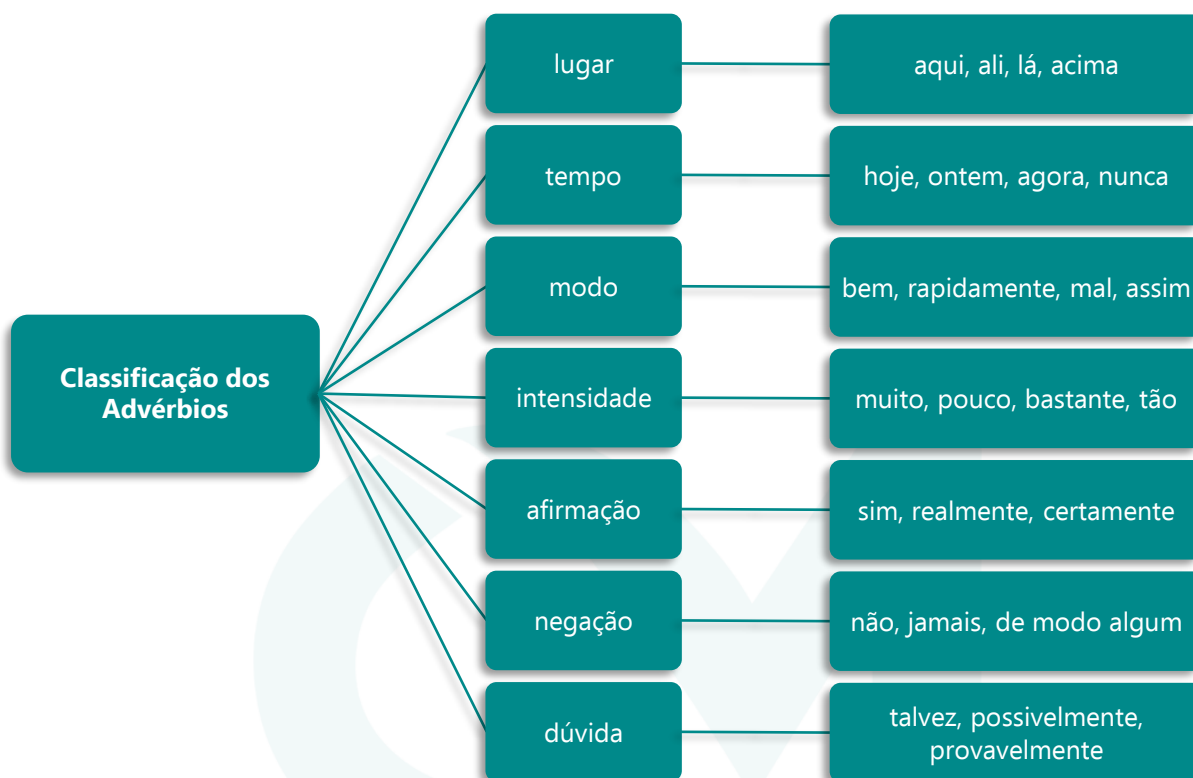 Classificação dos
Advérbios
lugar
aqui, ali, lá, acima
tempo
hoje, ontem, agora, nunca
modo
bem, rapidamente, mal, assim
intensidade
muito, pouco, bastante, tão
afirmação
sim, realmente, certamente
negação
não, jamais, de modo algum
dúvida
talvez, possivelmente,
provavelmente